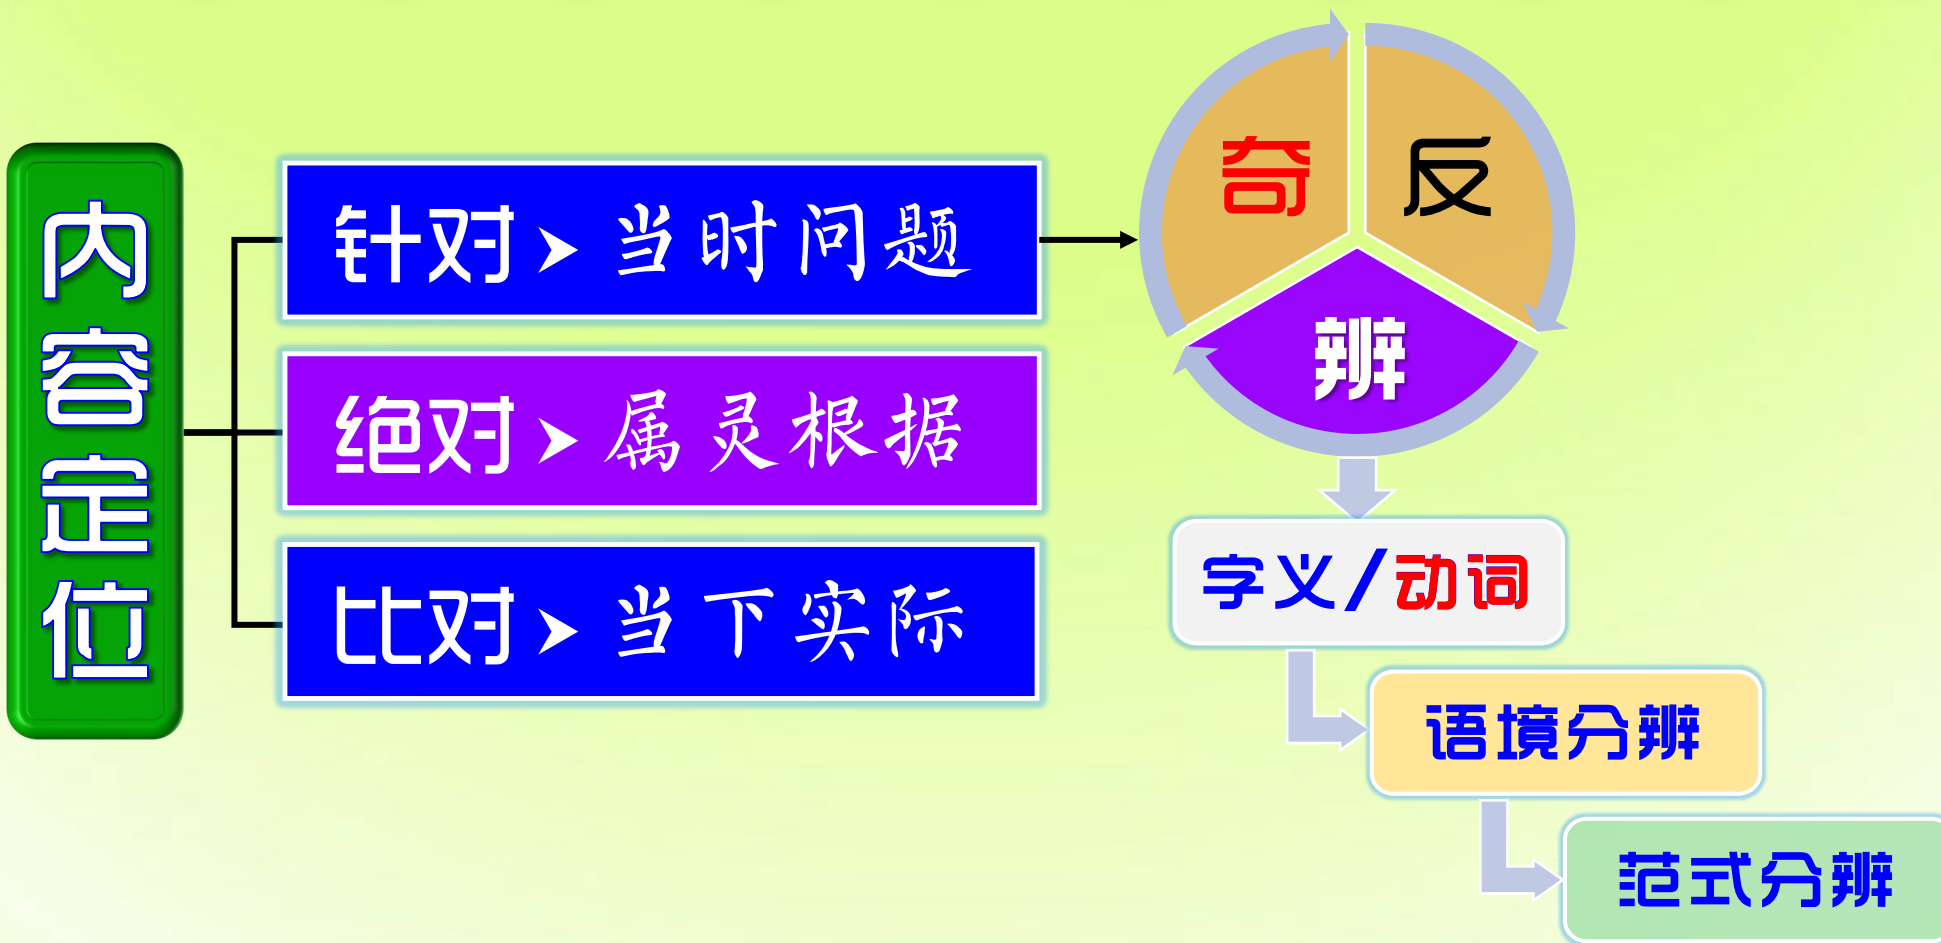 内容定位
针对➤当时问题
绝对➤属灵根据
比对➤当下实际
奇
反
辨
字义/动词
语境分辨
范式分辨